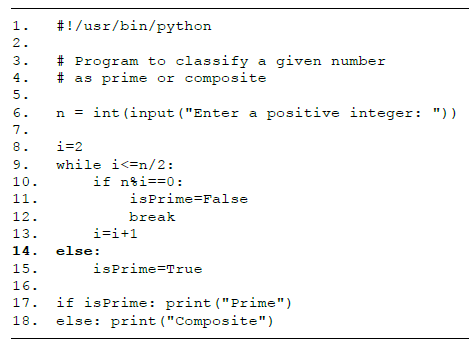 1. #!/usr/bin/python
2.
3. # Program to classify a given number
4. # as prime or composite
5.
6. n = int(input("Enter a positive integer: "))
7.
8. i=2
9. while i<=n/2:
10.     if n%i==0:
11.         isPrime=False
12.         break
13.     i=i+1
14. else:
15.     isPrime=True
16.
17. if isPrime: print("Prime")
18. else: print("Composite")